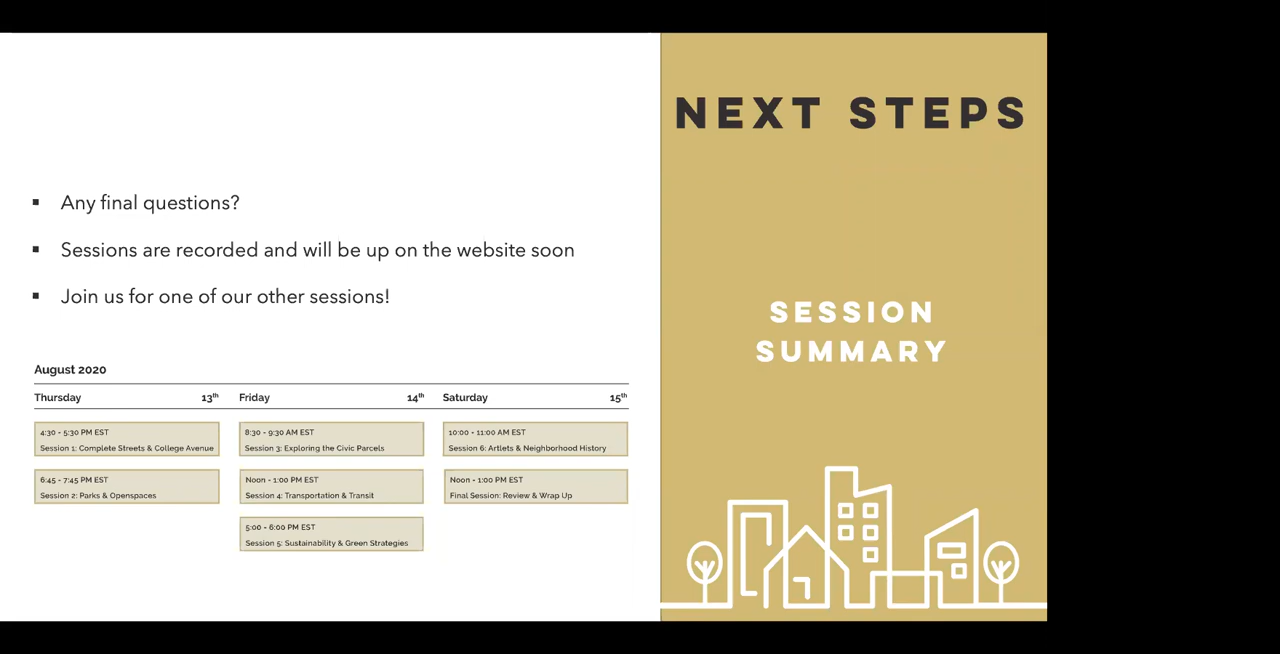 NEXT STEPS
SESSION
SUMMARY
▪ Any final questions?
▪ Sessions are recorded and will be up on the website soon
▪ Join us for one of our other sessions!
August 2020
Thursday 13th Friday 14th Saturday 15th
4:30 - 5:30 PM EST
Session 1: Complete Streets & College Avenue
6:45 - 7:45 PM EST
Session 2: Parks & Openspaces
8:30 - 9:30 AM EST
Session 3: Exploring the Civic Parcels
Noon - 1:00 PM EST
Session 4: Transportation & Transit
5:00 - 6:00 PM EST
Session 5: Sustainability & Green Strategies
10:00 - 11:00 AM EST
Session 6: Artlets & Neighborhood History
Noon - 1:00 PM EST
Final Session: Review & Wrap Up